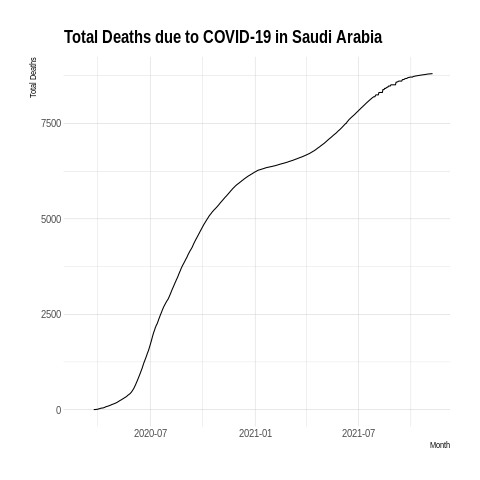 Total Deaths due to COVID-19 in Saudi Arabia
Total Deaths
7500
5000
2500
0
2020-07 2021-01 2021-07
Month